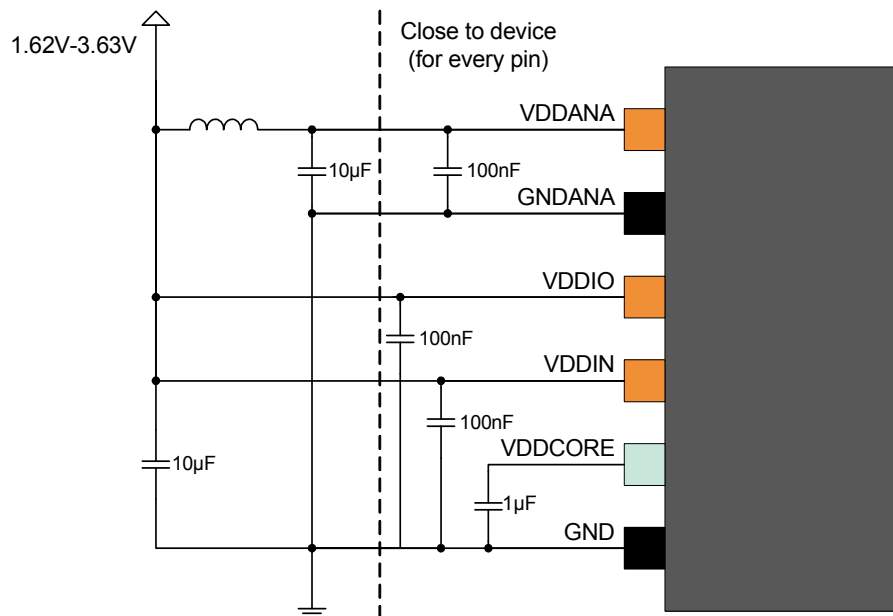 1.62V-3.63V
Close to device
(for every pin)
VDDANA
10µF
100nF
GNDANA
VDDIO
100nF
VDDIN
100nF
VDDCORE
10µF
1µF
GND